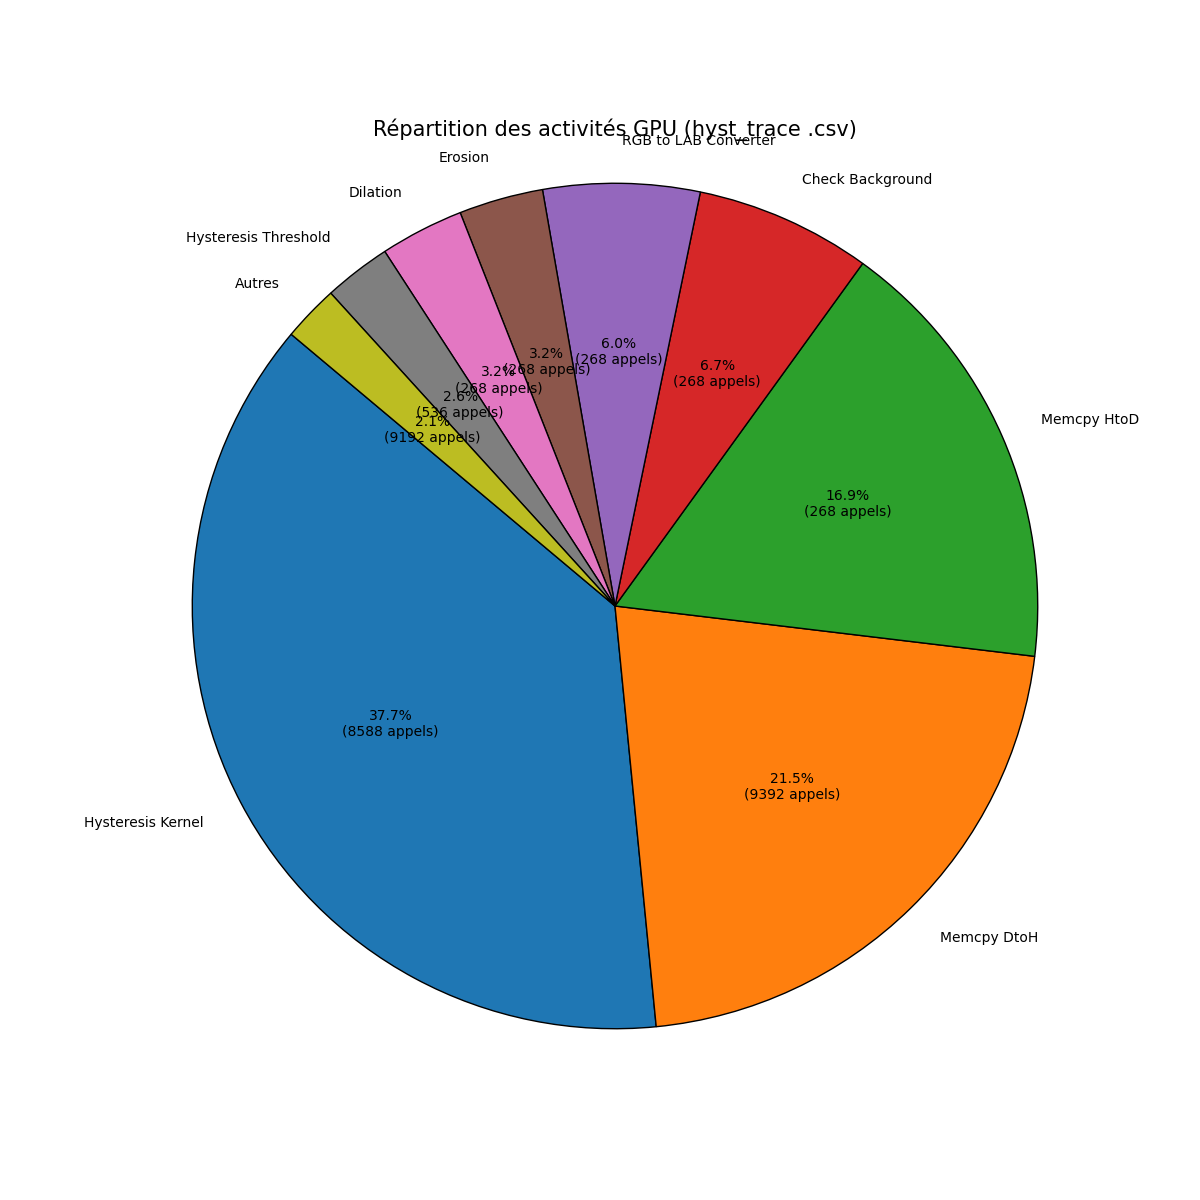 Répartition des activités GPU (hyst_trace .csv)
RGB to LAB Converter
Erosion
Check Background
Dilation
Hysteresis Threshold
Autres
Memcpy HtoD
6.0%
(268 appels)
3.2%
(268 appels)
6.7%
(268 appels)
3.2%
(268 appels)
2.6%
(536 appels)
2.1%
(9192 appels)
16.9%
(268 appels)
37.7%
(8588 appels)
21.5%
(9392 appels)
Hysteresis Kernel
Memcpy DtoH